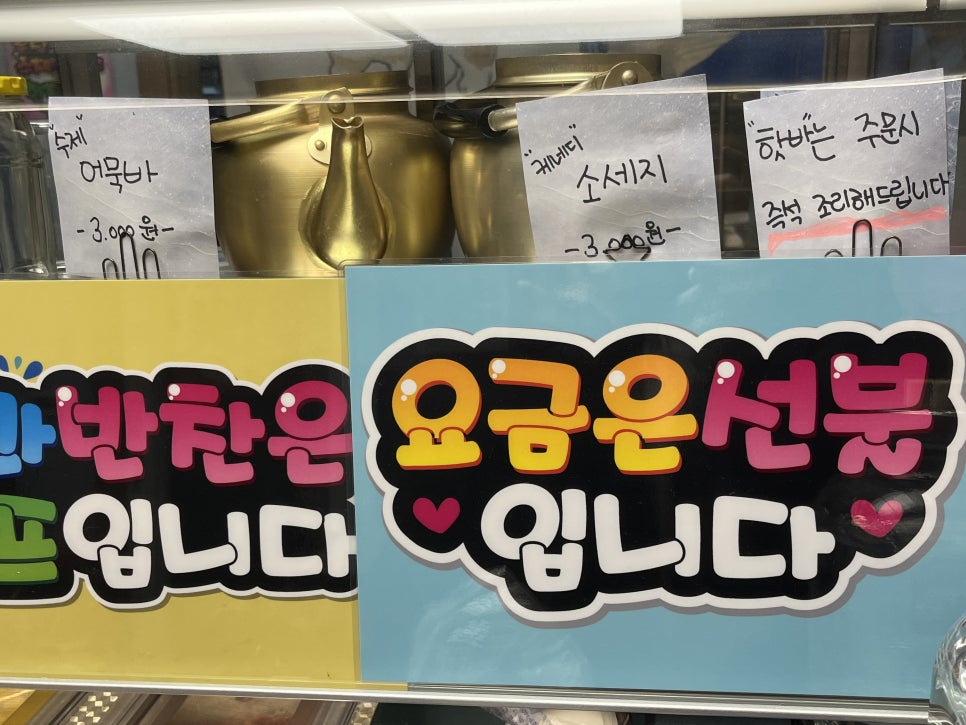 "수제"
어묵바
-3.000원-
"케네디"
소세지
-3.000원-
"핫바"는 주문시
즉석 조리해드립니다
반찬은
입니다
요금은선불
입니다